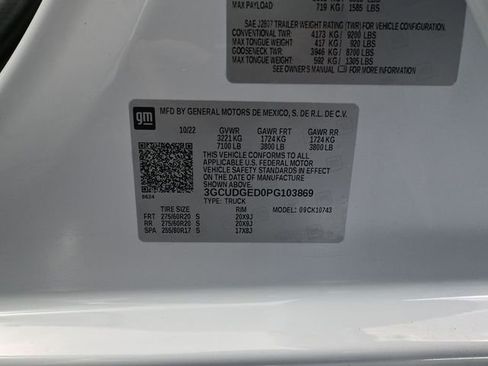 MAX PAYLOAD 719 KG/ 1585 LBS
SAE J2807 TRAILER WEIGHT RATING (TWR) FOR VEHICLE CONFIGURATION.
CONVENTIONAL TWR: 4173 KG/ 9200 LBS
MAX TONGUE WEIGHT: 417 KG/ 920 LBS
GOOSENECK TWR: 3946 KG/ 8700 LBS
MAX TONGUE WEIGHT: 592 KG/ 1305 LBS
SEE OWNER'S MANUAL
gm
MFD BY GENERAL MOTORS DE MEXICO, S. DE R.L. DE C.V.
10/22 GVWR GAWR FRT GAWR RR
3221 KG 1724 KG 1724 KG
7100 LB 3800 LB 3800 LB
THIS VEHICLE CONFORMS TO ALL
APPLICABLE U.S. FEDERAL MOTOR
VEHICLE SAFETY STANDARDS IN
EFFECT ON THE DATE OF
MANUFACTURE SHOWN ABOVE.
3GCUDGED0PG103869
TYPE: TRUCK
TIRE SIZE RIM MODEL: 09CK10743
FRT 275/60R20 S 20X9J
RR 275/60R20 S 20X9J
SPA 255/80R17 S 17X8J